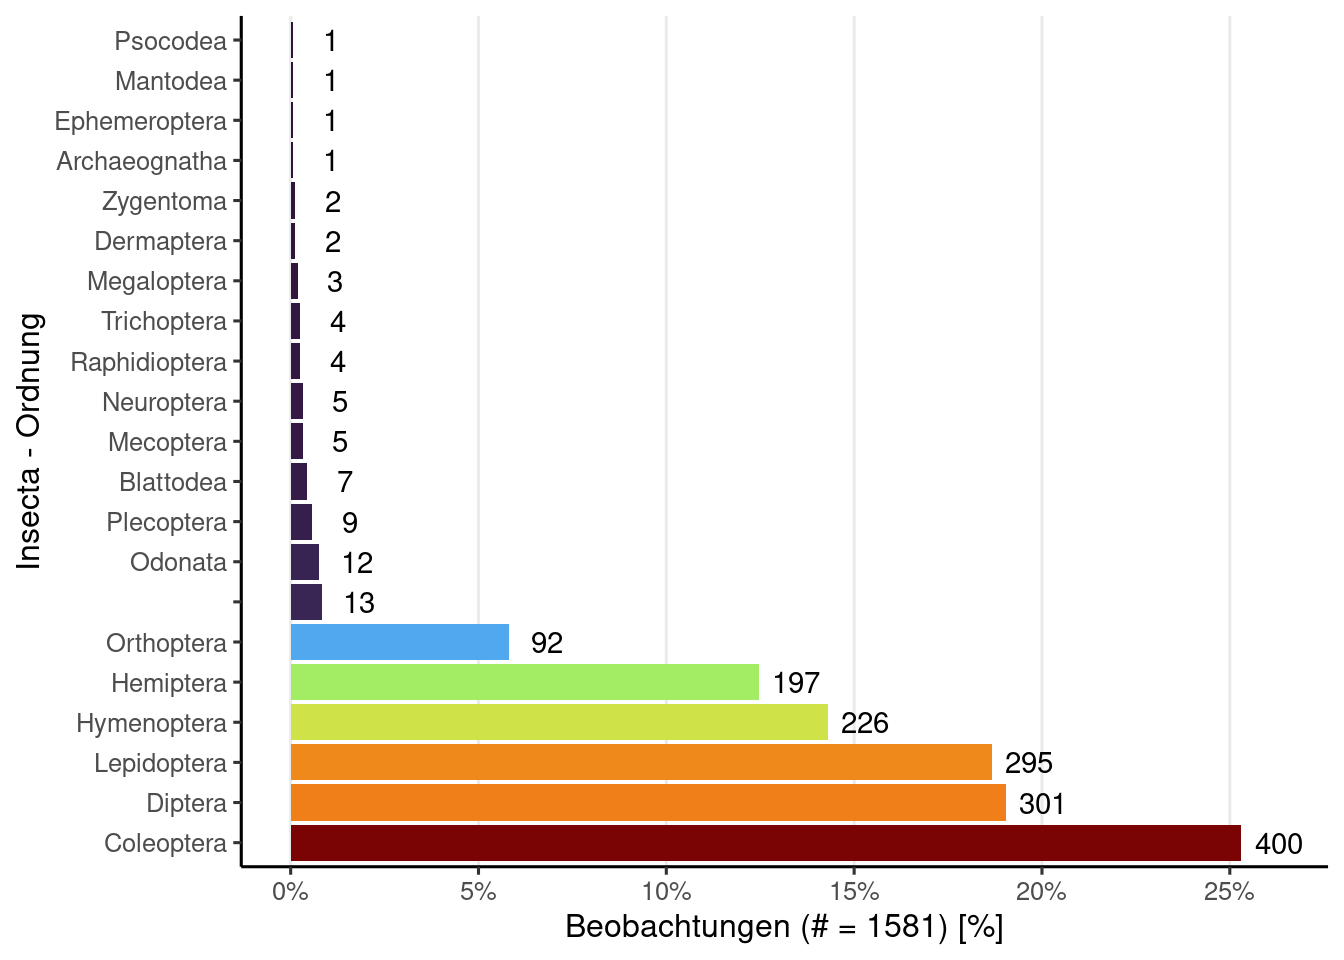 Psocodea 1
Mantodea 1
Ephemeroptera 1
Archaeognatha 1
Zygentoma 2
Dermaptera 2
Megaloptera 3
Trichoptera 4
Raphidioptera 4
Neuroptera 5
Mecoptera 5
Blattodea 7
Plecoptera 9
Odonata 12
13
Orthoptera 92
Hemiptera 197
Hymenoptera 226
Lepidoptera 295
Diptera 301
Coleoptera 400
0% 5% 10% 15% 20% 25%
Beobachtungen (# = 1581) [%]
Insecta - Ordnung